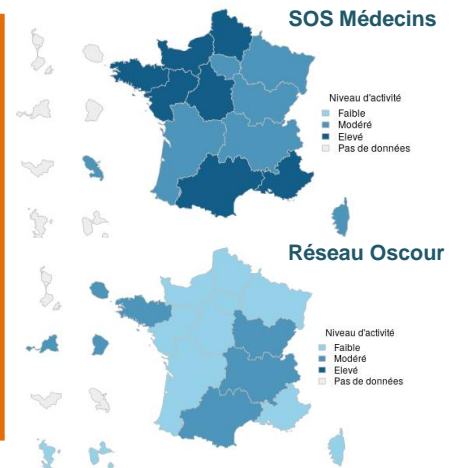 SOS Médecins
Niveau d'activité
Faible
Modéré
Elevé
Pas de données
Réseau Oscour
Niveau d'activité
Faible
Modéré
Elevé
Pas de données